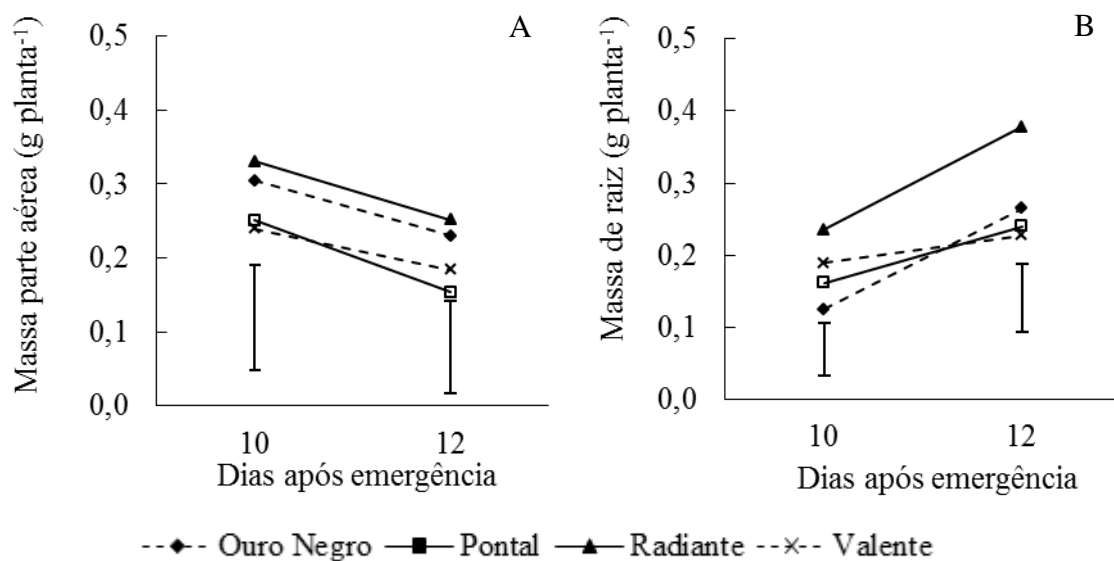 A
Massa parte aérea (g planta-1)
0,5
0,4
0,3
0,2
0,1
0,0
10
12
Dias após emergência
B
Massa de raiz (g planta-1)
0,5
0,4
0,3
0,2
0,1
0,0
10
12
Dias após emergência
Ouro Negro Pontal Radiante Valente